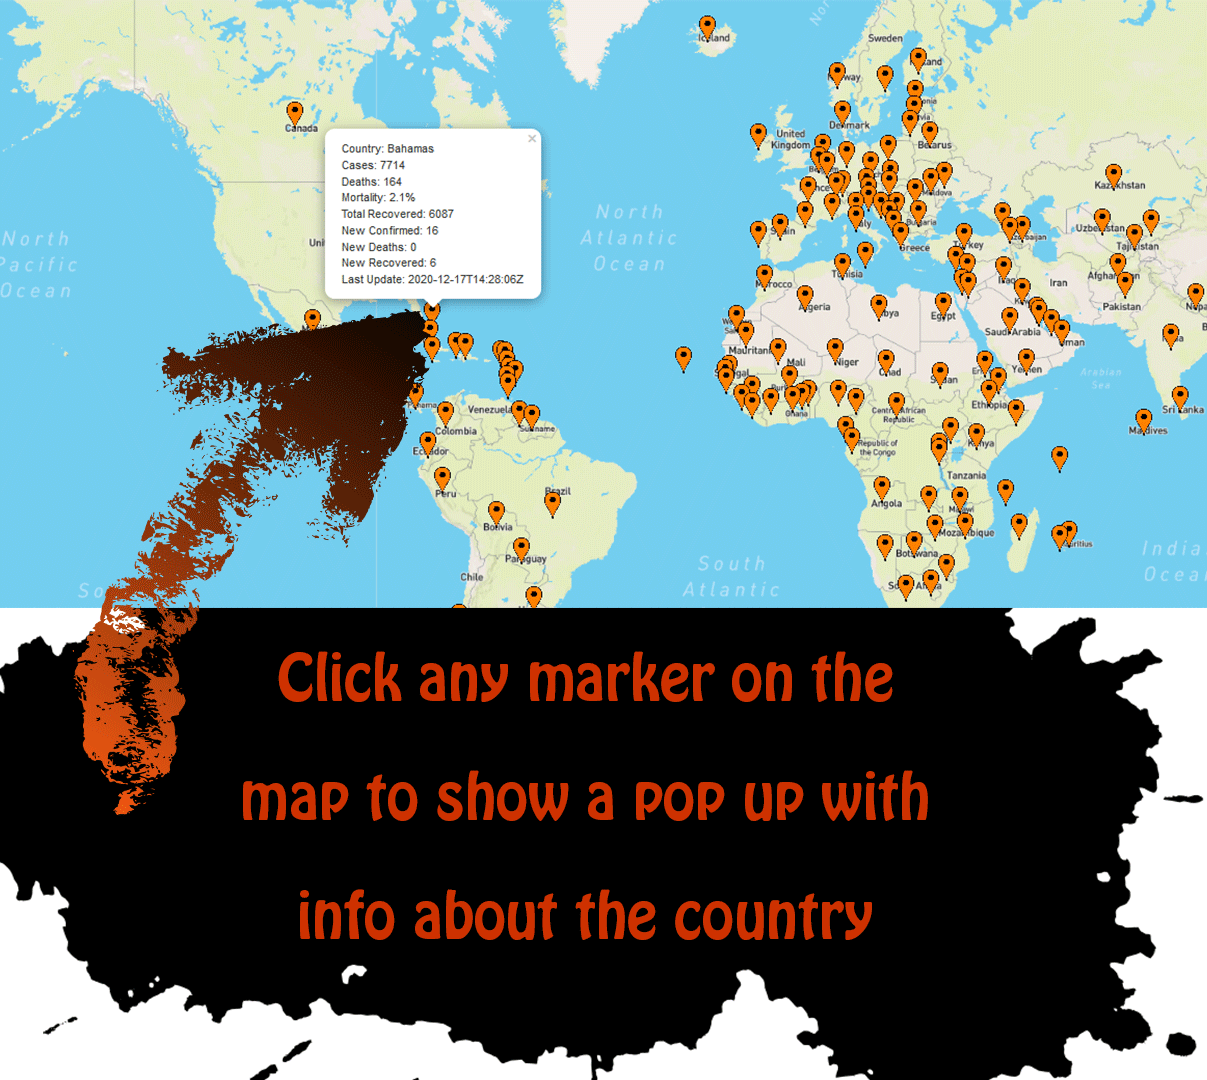 Iceland
Sweden
Norway
Canada
Denmark
United
Kingdom
Belarus
×
Country: Bahamas
Cases: 7714
Deaths: 164
Mortality: 2.1%
Total Recovered: 6087
New Confirmed: 16
New Deaths: 0
New Recovered: 6
Last Update: 2020-12-17T14:28:06Z
Kazakhstan
Moldova
North
Atlantic
Ocean
North
Pacific
Ocean
Spain
Italy
Bulgaria
Greece
Turkey
Uzbekistan
Tajikistan
Tunisia
Morocco
Iraq
Iran
Afghanistan
Pakistan
Algeria
Libya
Egypt
Saudi Arabia
Oman
Mauritania
Mali
Niger
Chad
Sudan
Yemen
Arabian
Sea
Ghana
Central African
Republic
Ethiopia
Sri Lanka
Maldives
Venezuela
Suriname
Colombia
Ecuador
Republic of
the Congo
Kenya
Tanzania
Peru
Brazil
Angola
Malawi
Bolivia
Mozambique
Mauritius
Paraguay
Botswana
Chile
South
Atlantic
India
Ocea
Click any marker on the
map to show a pop up with
info about the country